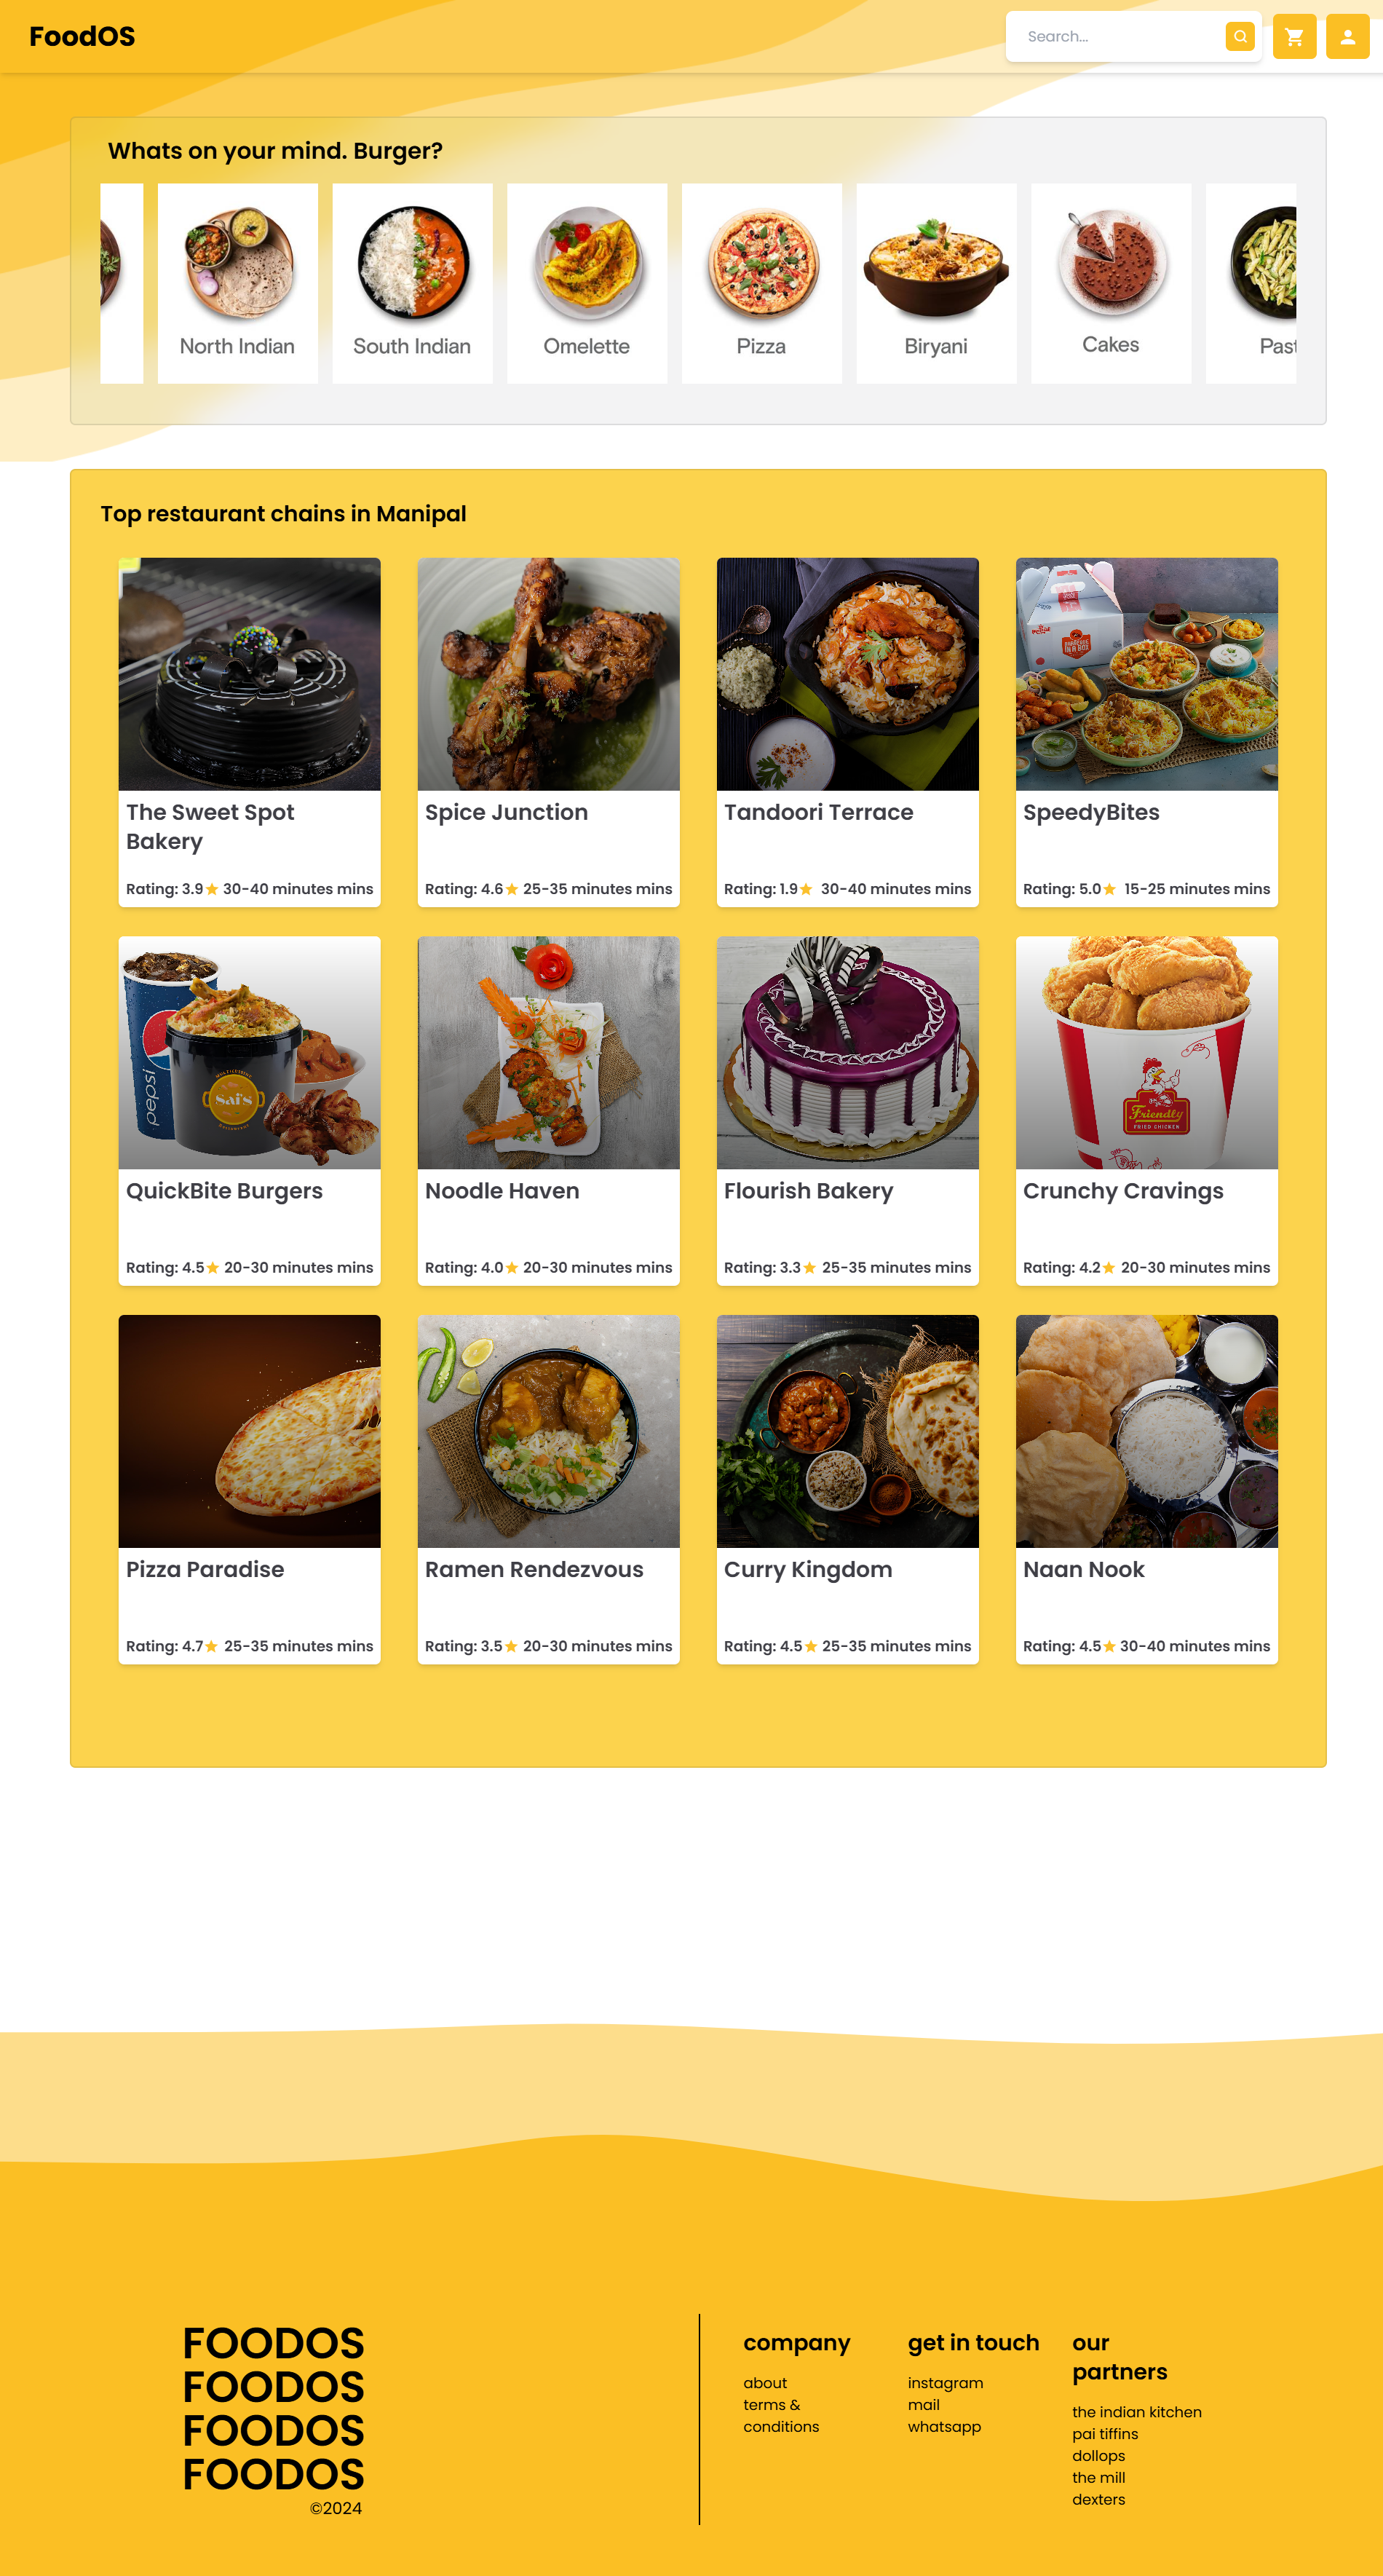 FoodOS
Search...
Whats on your mind. Burger?
North Indian
South Indian
Omelette
Pizza
Biryani
Cakes
Past
Top restaurant chains in Manipal
The Sweet Spot
Bakery
Rating: 3.9 30-40 minutes mins
Spice Junction
Rating: 4.6 25-35 minutes mins
Tandoori Terrace
Rating: 1.9 30-40 minutes mins
SpeedyBites
Rating: 5.0 15-25 minutes mins
pepsi
Sai's
QuickBite Burgers
Rating: 4.5 20-30 minutes mins
Noodle Haven
Rating: 4.0 20-30 minutes mins
Flourish Bakery
Rating: 3.3 25-35 minutes mins
Friendly
FRIED CHICKEN
Crunchy Cravings
Rating: 4.2 20-30 minutes mins
Pizza Paradise
Rating: 4.7 25-35 minutes mins
Ramen Rendezvous
Rating: 3.5 20-30 minutes mins
Curry Kingdom
Rating: 4.5 25-35 minutes mins
Naan Nook
Rating: 4.5 30-40 minutes mins
FOODOS
FOODOS
FOODOS
FOODOS
©2024
company
about
terms &
conditions
get in touch
instagram
mail
whatsapp
our
partners
the indian kitchen
pai tiffins
dollops
the mill
dexters